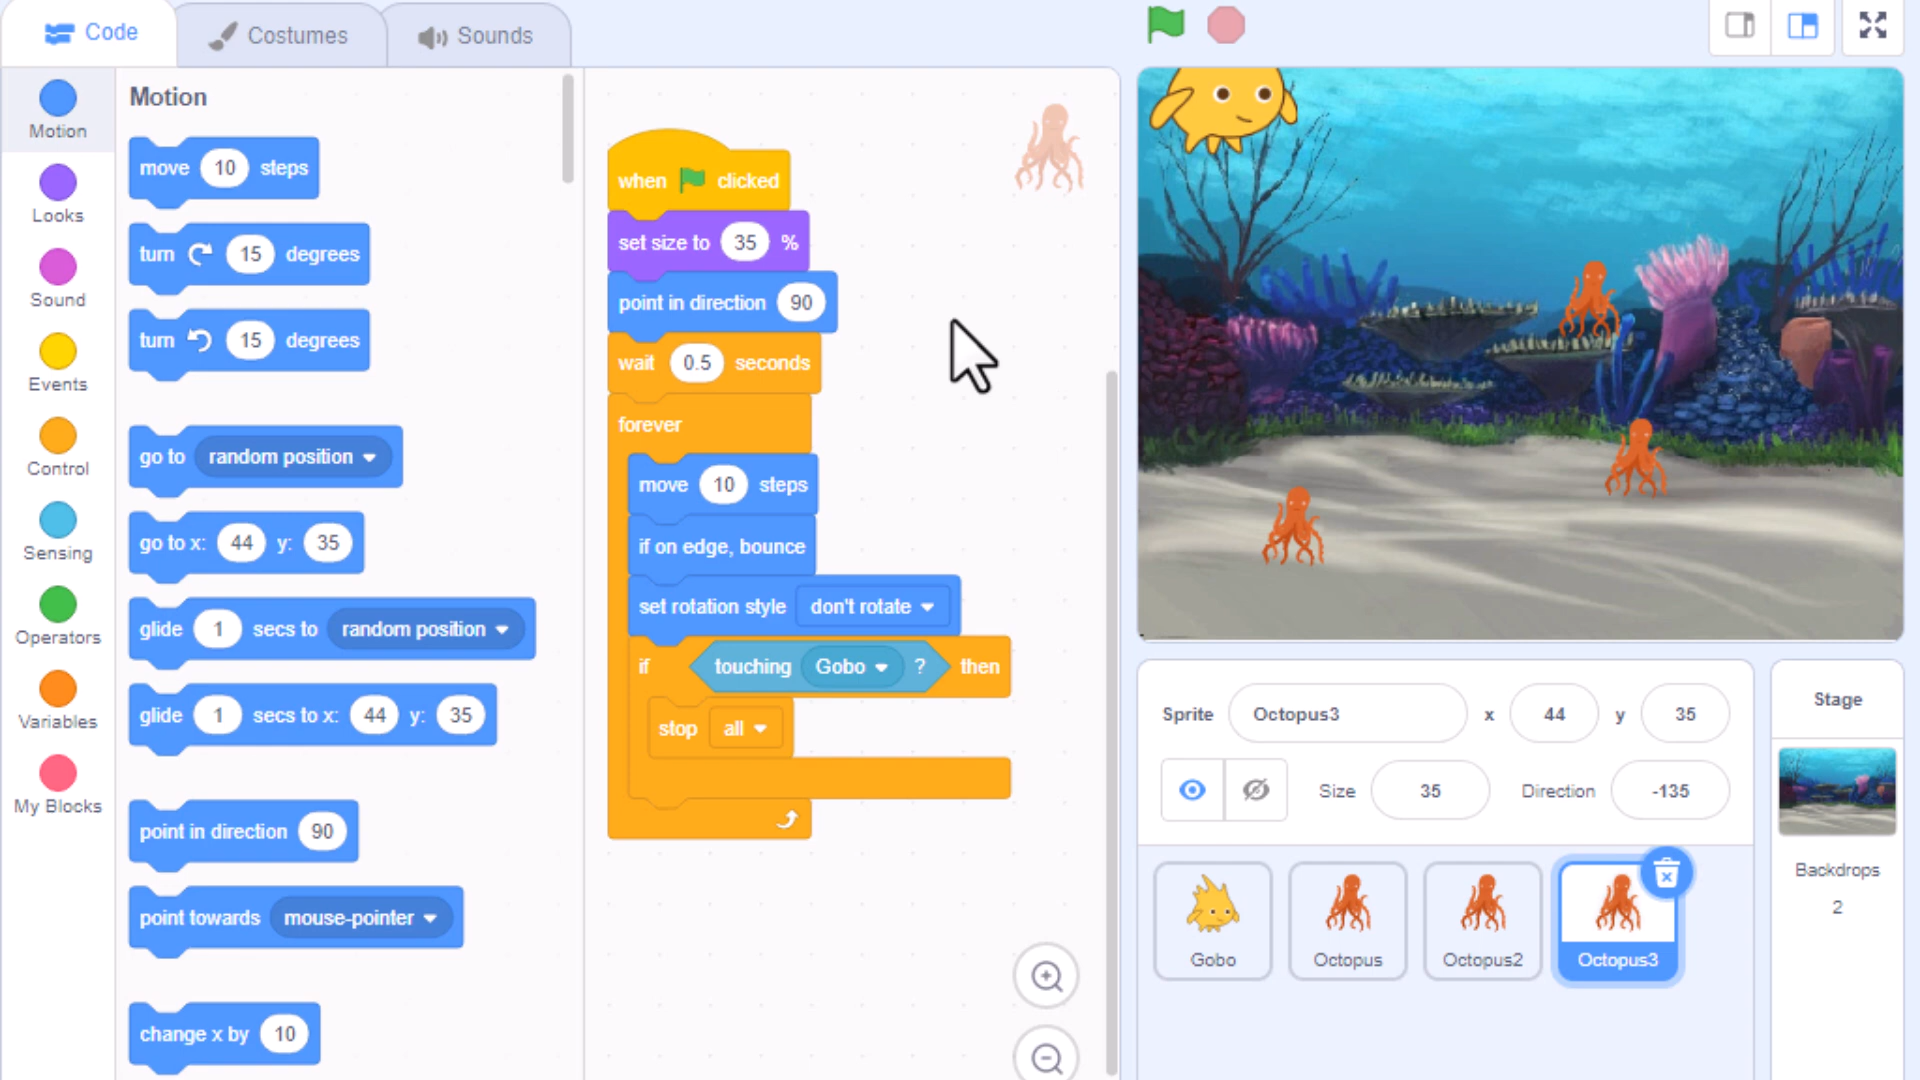 Code
Costumes
Sounds
Motion
Looks
Sound
Events
Control
Sensing
Operators
Variables
My Blocks
Motion
move 10 steps
turn 15 degrees
turn 15 degrees
go to random position
go to x: 44 y: 35
glide 1 secs to random position
glide 1 secs to x: 44 y: 35
point in direction 90
point towards mouse-pointer
change x by 10
when clicked
set size to 35 %
point in direction 90
wait 0.5 seconds
forever
move 10 steps
if on edge, bounce
set rotation style don't rotate
if touching Gobo ? then
stop all
Sprite Octopus3 x 44 y 35
Size 35 Direction -135
Gobo
Octopus
Octopus2
Octopus3
Stage
Backdrops
2